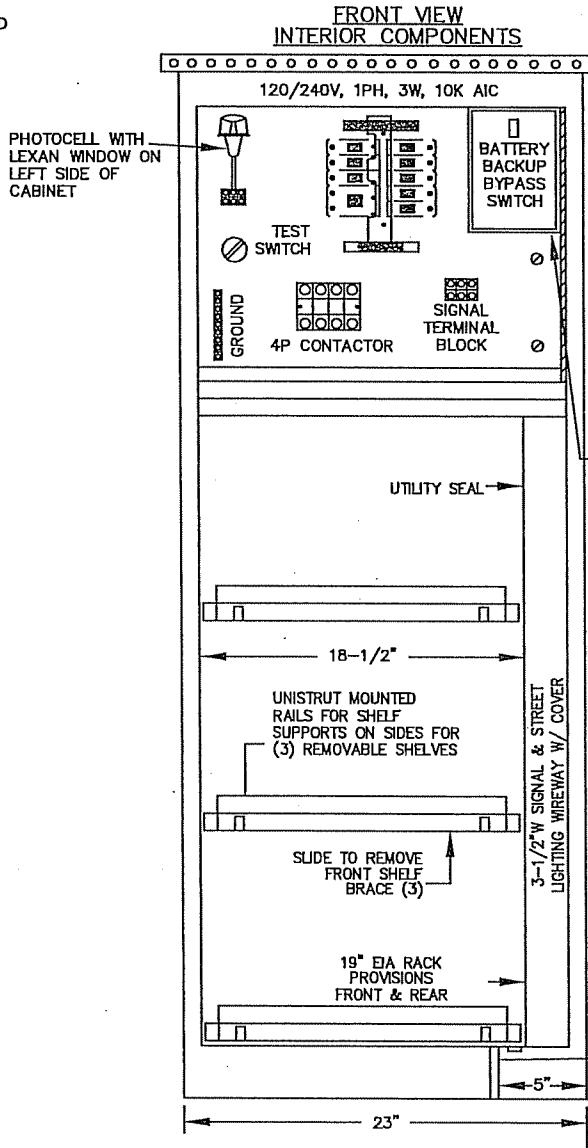 FRONT VIEW
INTERIOR COMPONENTS
120/240V, 1PH, 3W, 10K AIC
PHOTOCELL WITH
LEXAN WINDOW ON
LEFT SIDE OF
CABINET
BATTERY
BACKUP
BYPASS
SWITCH
TEST
SWITCH
GROUND
4P CONTACTOR
SIGNAL
TERMINAL
BLOCK
UTILITY SEAL
18-1/2"
UNISTRUT MOUNTED
RAILS FOR SHELF
SUPPORTS ON SIDES FOR
(3) REMOVABLE SHELVES
3-1/2"W SIGNAL & STREET
LIGHTING WIREWAY W/ COVER
SLIDE TO REMOVE
FRONT SHELF
BRACE (3)
19" EIA RACK
PROVISIONS
FRONT & REAR
5"
23"